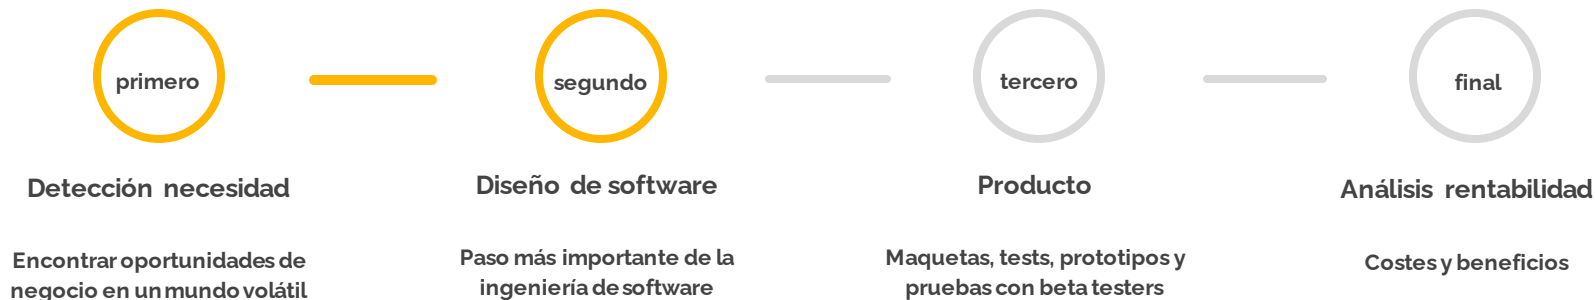 primero
segundo
tercero
final
Detección necesidad
Diseño de software
Producto
Análisis rentabilidad
Encontrar oportunidades de
negocio en un mundo volátil
Paso más importante de la
ingeniería de software
Maquetas, tests, prototipos y
pruebas con beta testers
Costes y beneficios